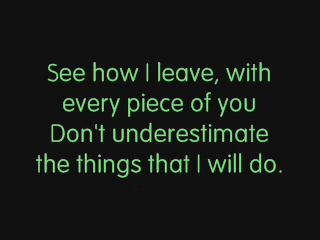 See how I leave, with
every piece of you
Don't underestimate
the things that I will do.